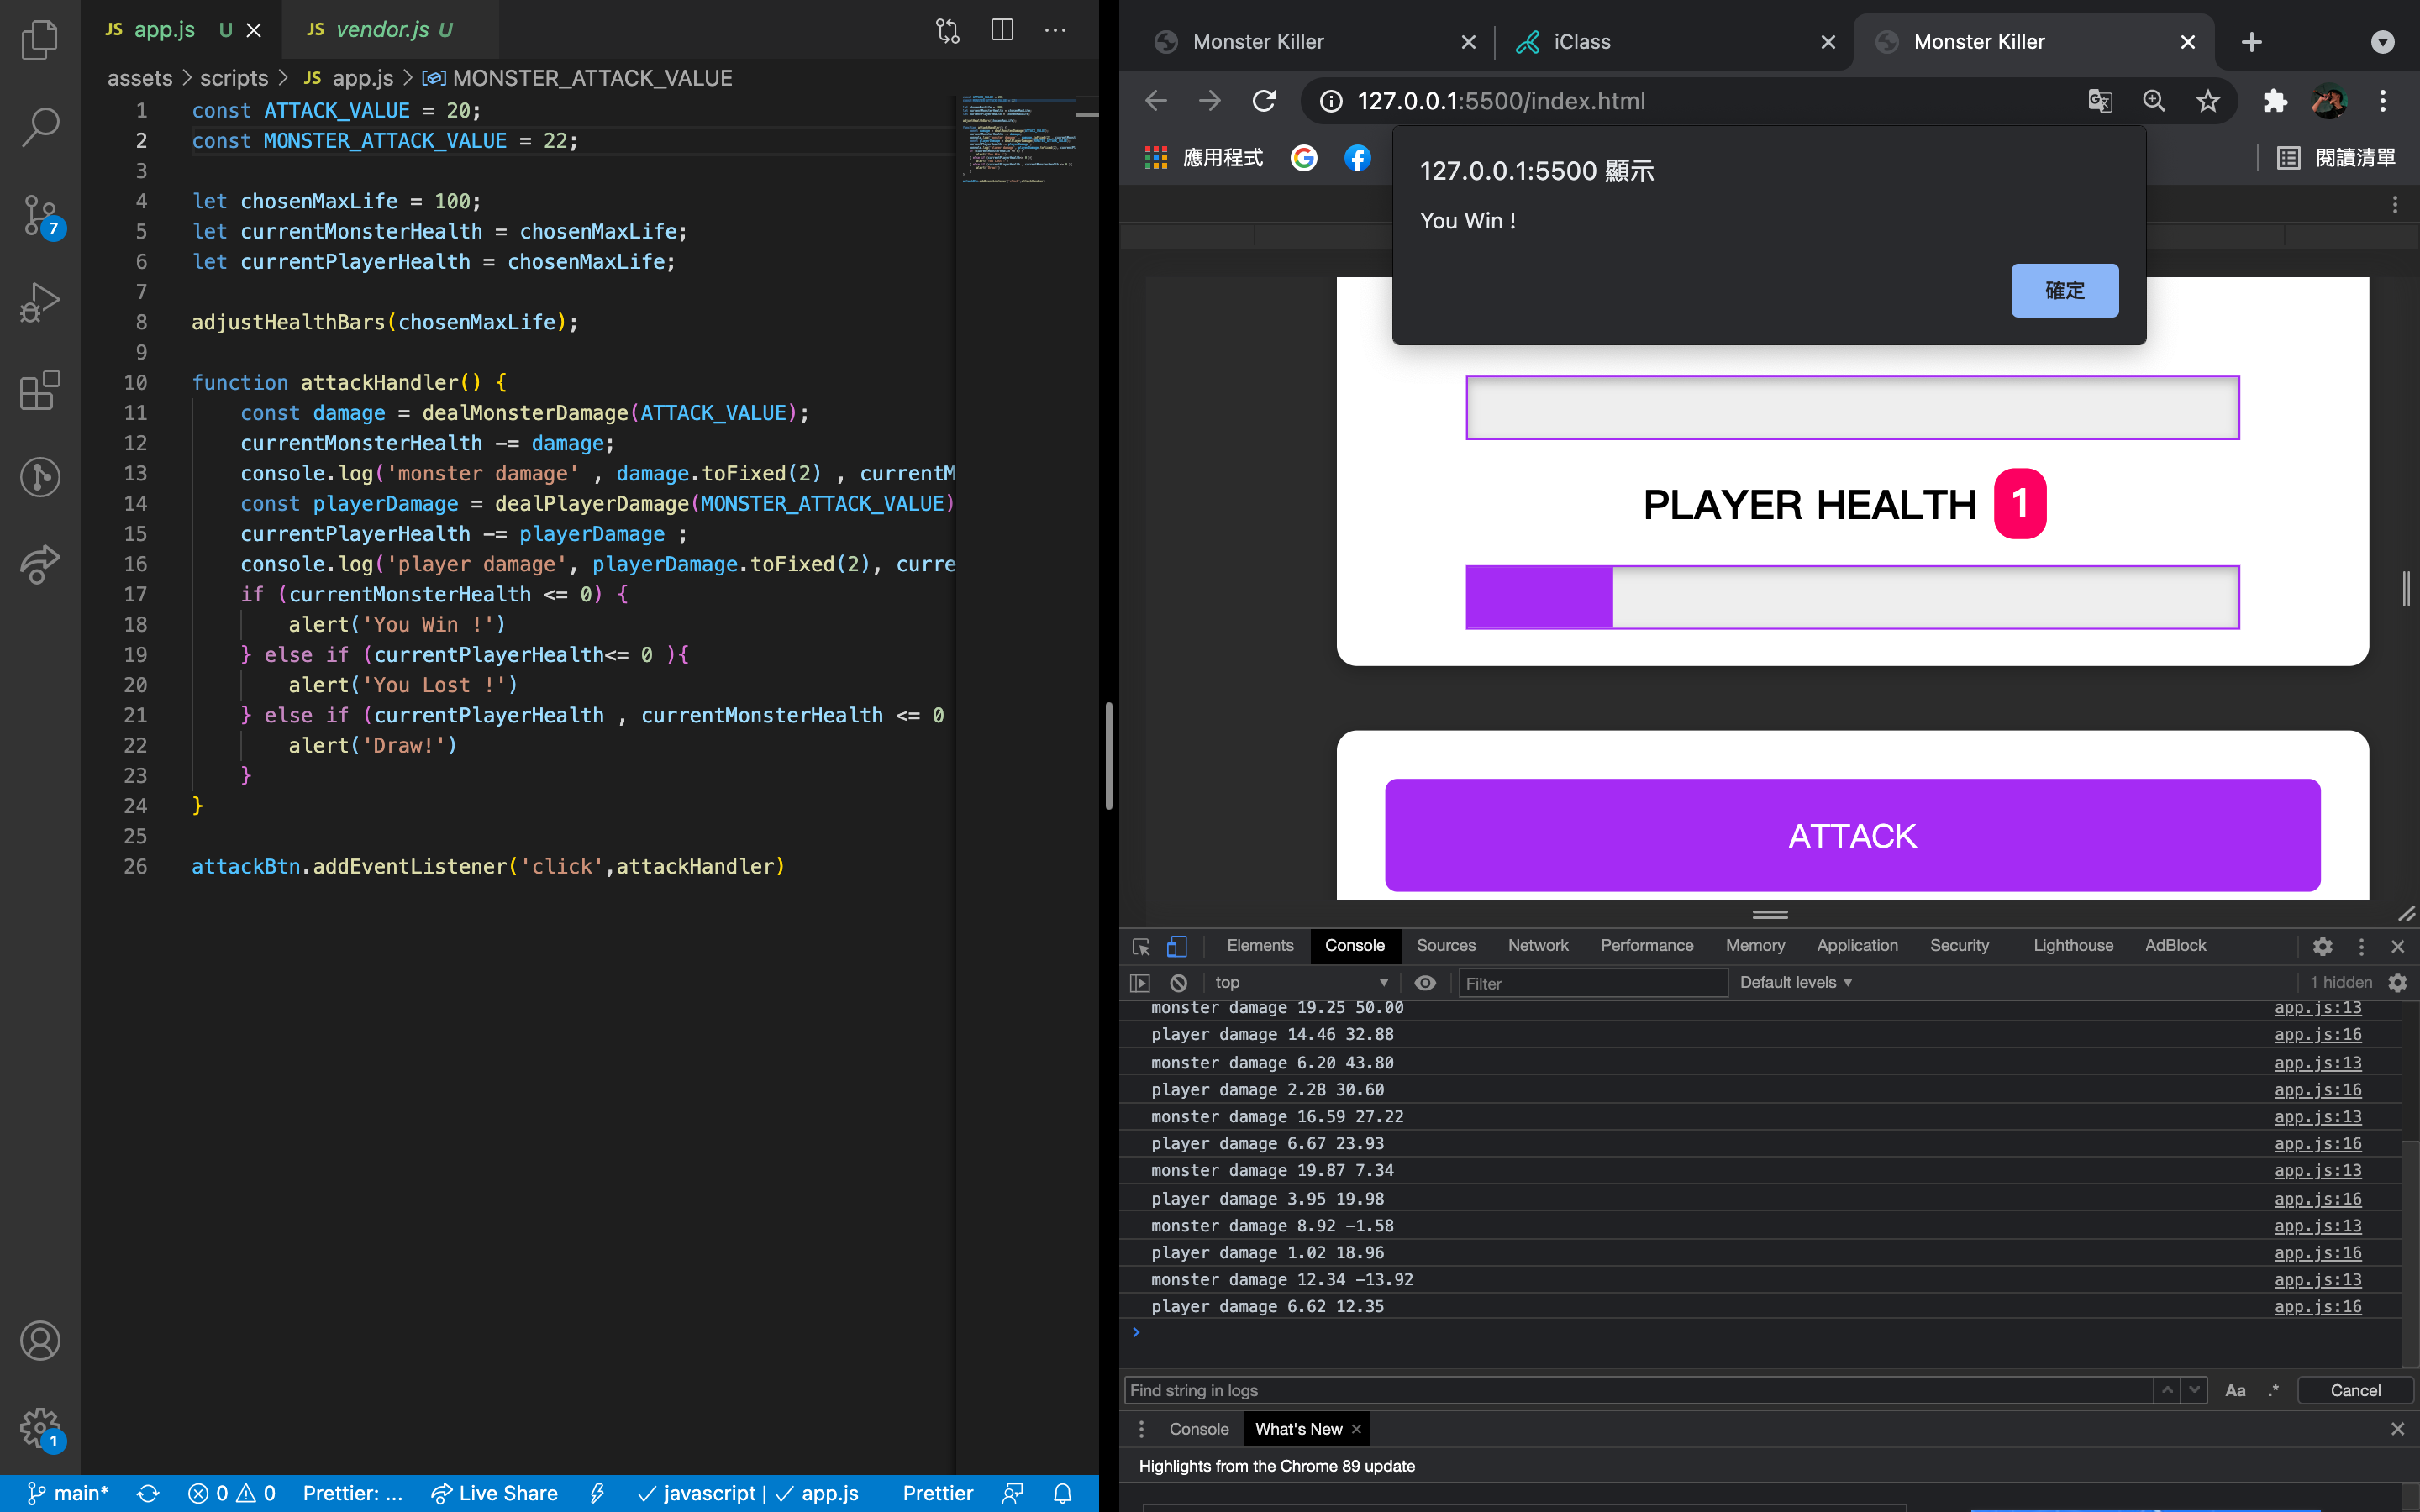 JS app.js U
JS vendor.js U
assets > scripts > JS app.js > MONSTER_ATTACK_VALUE
1 const ATTACK_VALUE = 20;
2 const MONSTER_ATTACK_VALUE = 22;
3
4 let chosenMaxLife = 100;
5 let currentMonsterHealth = chosenMaxLife;
6 let currentPlayerHealth = chosenMaxLife;
7
8 adjustHealthBars(chosenMaxLife);
9
10 function attackHandler() {
11 const damage = dealMonsterDamage(ATTACK_VALUE);
12 currentMonsterHealth -= damage;
13 console.log('monster damage' , damage.toFixed(2) , currentM
14 const playerDamage = dealPlayerDamage(MONSTER_ATTACK_VALUE)
15 currentPlayerHealth -= playerDamage ;
16 console.log('player damage', playerDamage.toFixed(2), curre
17 if (currentMonsterHealth <= 0) {
18 alert('You Win !')
19 } else if (currentPlayerHealth<= 0 ){
20 alert('You Lost !')
21 } else if (currentPlayerHealth , currentMonsterHealth <= 0
22 alert('Draw!')
23 }
24 }
25
26 attackBtn.addEventListener('click',attackHandler)
7
1
main* 0 0 Prettier: ... Live Share javascript | app.js Prettier
Monster Killer
iClass
Monster Killer
127.0.0.1:5500/index.html
應用程式
閱讀清單
127.0.0.1:5500 顯示
You Win !
確定
PLAYER HEALTH 1
ATTACK
Elements Console Sources Network Performance Memory Application Security Lighthouse AdBlock
top Filter Default levels 1 hidden
monster damage 19.25 50.00 app.js:13
player damage 14.46 32.88 app.js:16
monster damage 6.20 43.80 app.js:13
player damage 2.28 30.60 app.js:16
monster damage 16.59 27.22 app.js:13
player damage 6.67 23.93 app.js:16
monster damage 19.87 7.34 app.js:13
player damage 3.95 19.98 app.js:16
monster damage 8.92 -1.58 app.js:13
player damage 1.02 18.96 app.js:16
monster damage 12.34 -13.92 app.js:13
player damage 6.62 12.35 app.js:16
Find string in logs Aa .* Cancel
Console What's New
Highlights from the Chrome 89 update